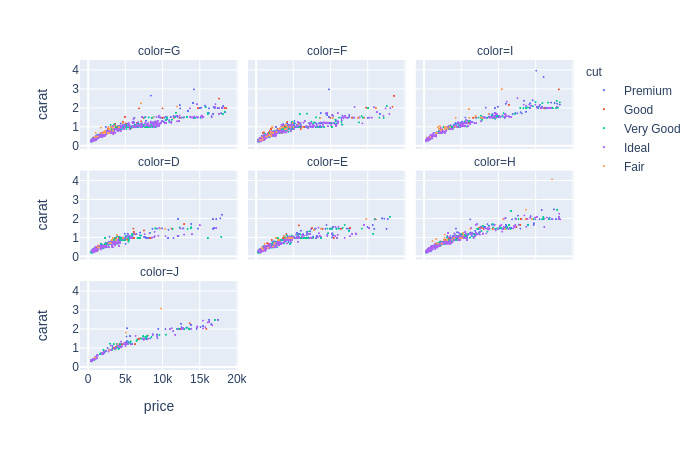 color=G
color=F
color=I
4
3
2
1
0
carat
cut
Premium
Good
Very Good
Ideal
Fair
color=D
color=E
color=H
4
3
2
1
0
carat
color=J
4
3
2
1
0
carat
0 5k 10k 15k 20k
price